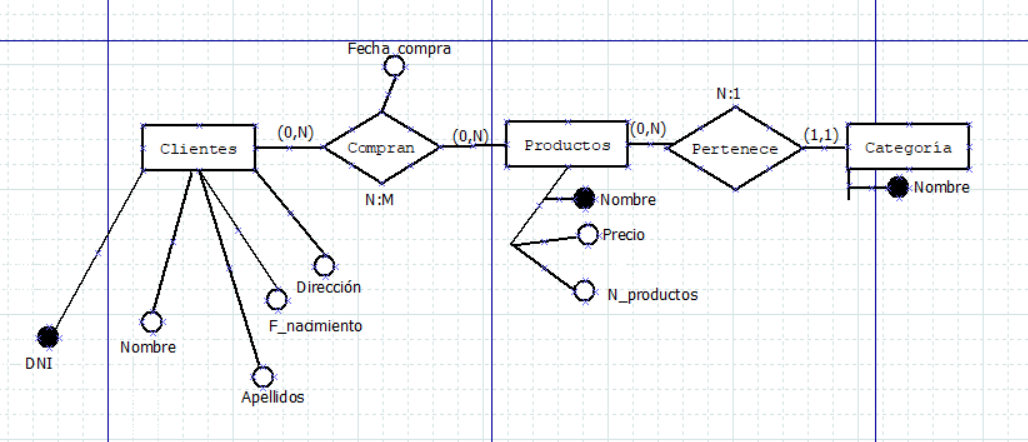 Fecha_compra
N:1
(0,N)
(0,N)
(0,N)
(1,1)
Clientes
Compran
Productos
Pertenece
Categoría
N:M
Nombre
Nombre
Precio
Dirección
N_productos
F_nacimiento
Nombre
DNI
Apellidos